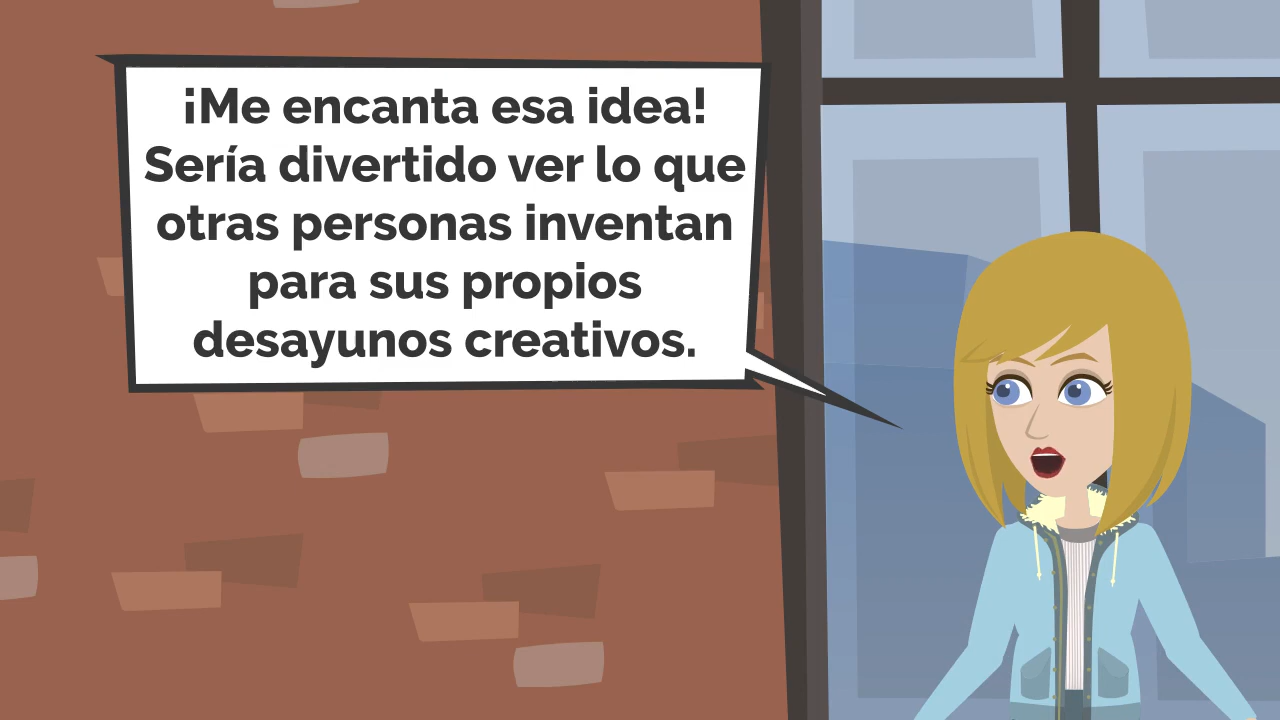 ¡Me encanta esa idea!
Sería divertido ver lo que
otras personas inventan
para sus propios
desayunos creativos.